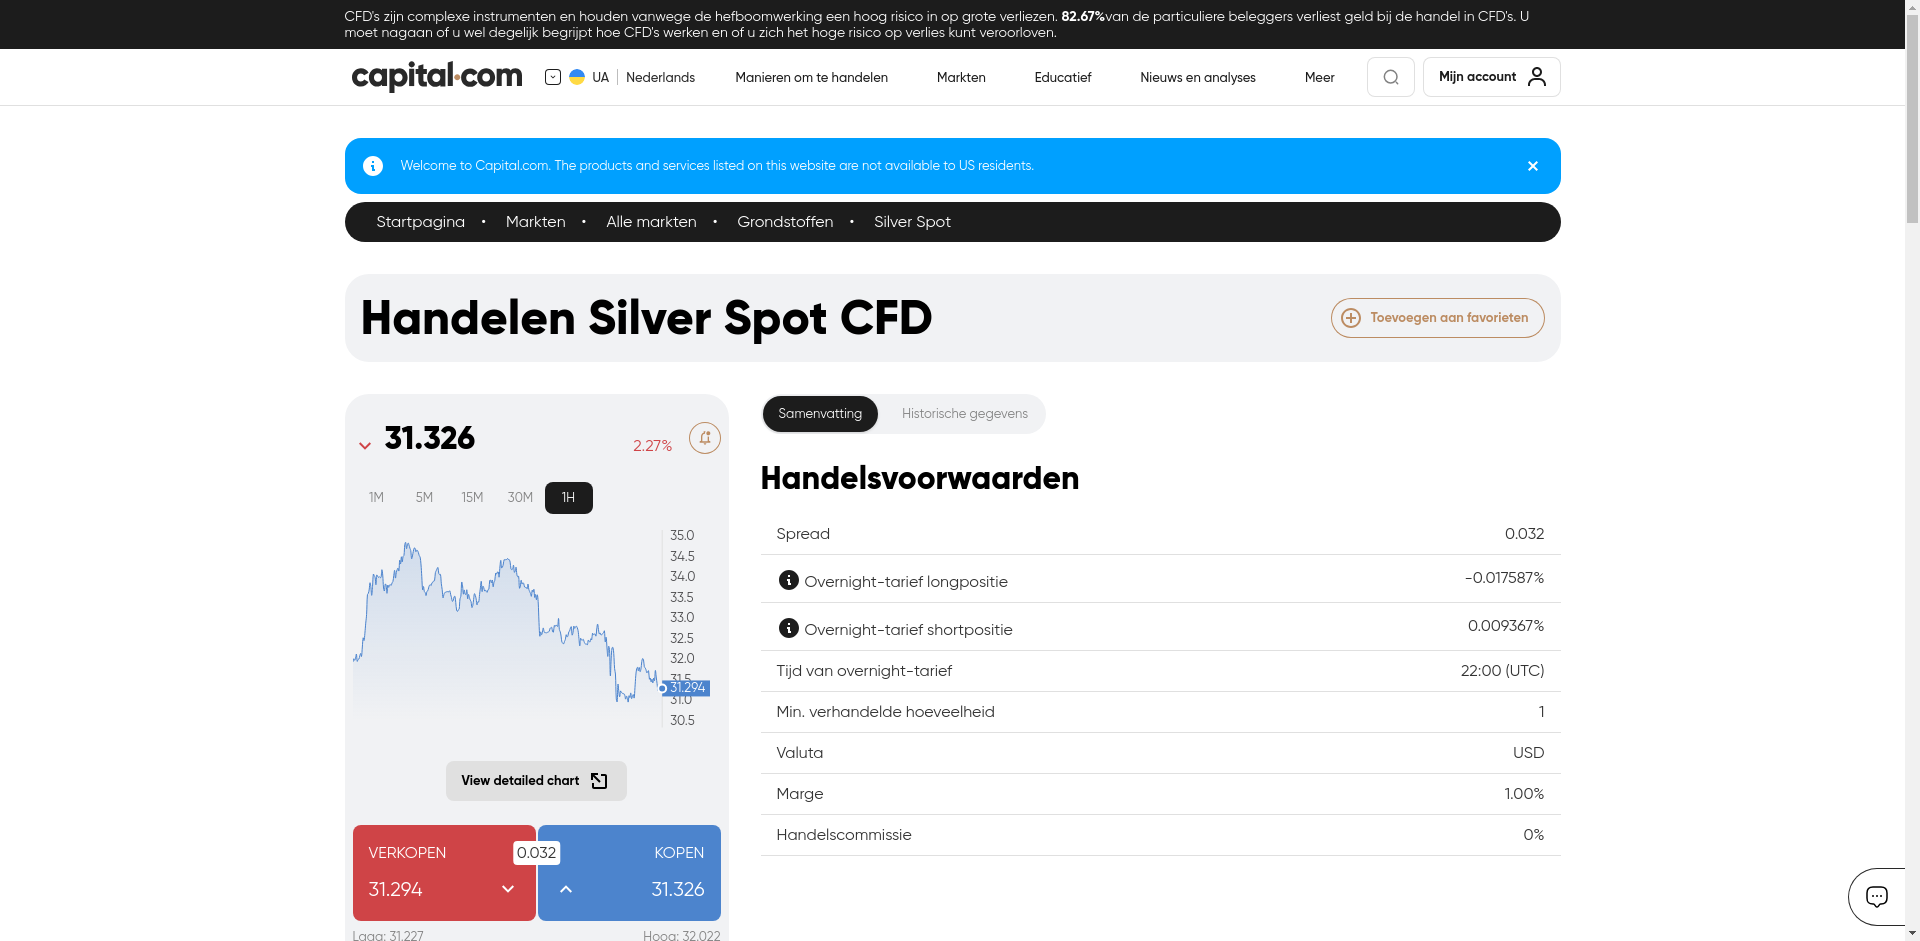 CFD's zijn complexe instrumenten en houden vanwege de hefboomwerking een hoog risico in op grote verliezen. 82.67%van de particuliere beleggers verliest geld bij de handel in CFD's. U
moet nagaan of u wel degelijk begrijpt hoe CFD's werken en of u zich het hoge risico op verlies kunt veroorloven.
capital.com
UA
Nederlands
Manieren om te handelen
Markten
Educatief
Nieuws en analyses
Meer
Mijn account
Welcome to Capital.com. The products and services listed on this website are not available to US residents.
Startpagina • Markten • Alle markten • Grondstoffen • Silver Spot
Handelen Silver Spot CFD
Toevoegen aan favorieten
31.326
2.27%
1M 5M 15M 30M 1H
35.0
34.5
34.0
33.5
33.0
32.5
32.0
31.5
31.294
31.0
30.5
View detailed chart
VERKOPEN
0.032
KOPEN
31.294
31.326
Laag: 31.227
Hoog: 32.022
Samenvatting
Historische gegevens
Handelsvoorwaarden
Spread 0.032
Overnight-tarief longpositie -0.017587%
Overnight-tarief shortpositie 0.009367%
Tijd van overnight-tarief 22:00 (UTC)
Min. verhandelde hoeveelheid 1
Valuta USD
Marge 1.00%
Handelscommissie 0%